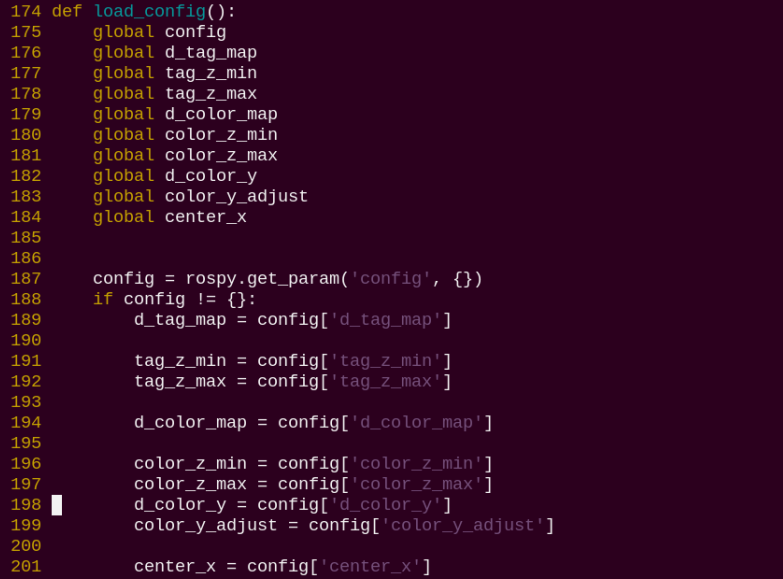 174 def load_config():
175     global config
176     global d_tag_map
177     global tag_z_min
178     global tag_z_max
179     global d_color_map
180     global color_z_min
181     global color_z_max
182     global d_color_y
183     global color_y_adjust
184     global center_x
185
186
187     config = rospy.get_param('config', {})
188     if config != {}:
189         d_tag_map = config['d_tag_map']
190
191         tag_z_min = config['tag_z_min']
192         tag_z_max = config['tag_z_max']
193
194         d_color_map = config['d_color_map']
195
196         color_z_min = config['color_z_min']
197         color_z_max = config['color_z_max']
198         d_color_y = config['d_color_y']
199         color_y_adjust = config['color_y_adjust']
200
201         center_x = config['center_x']